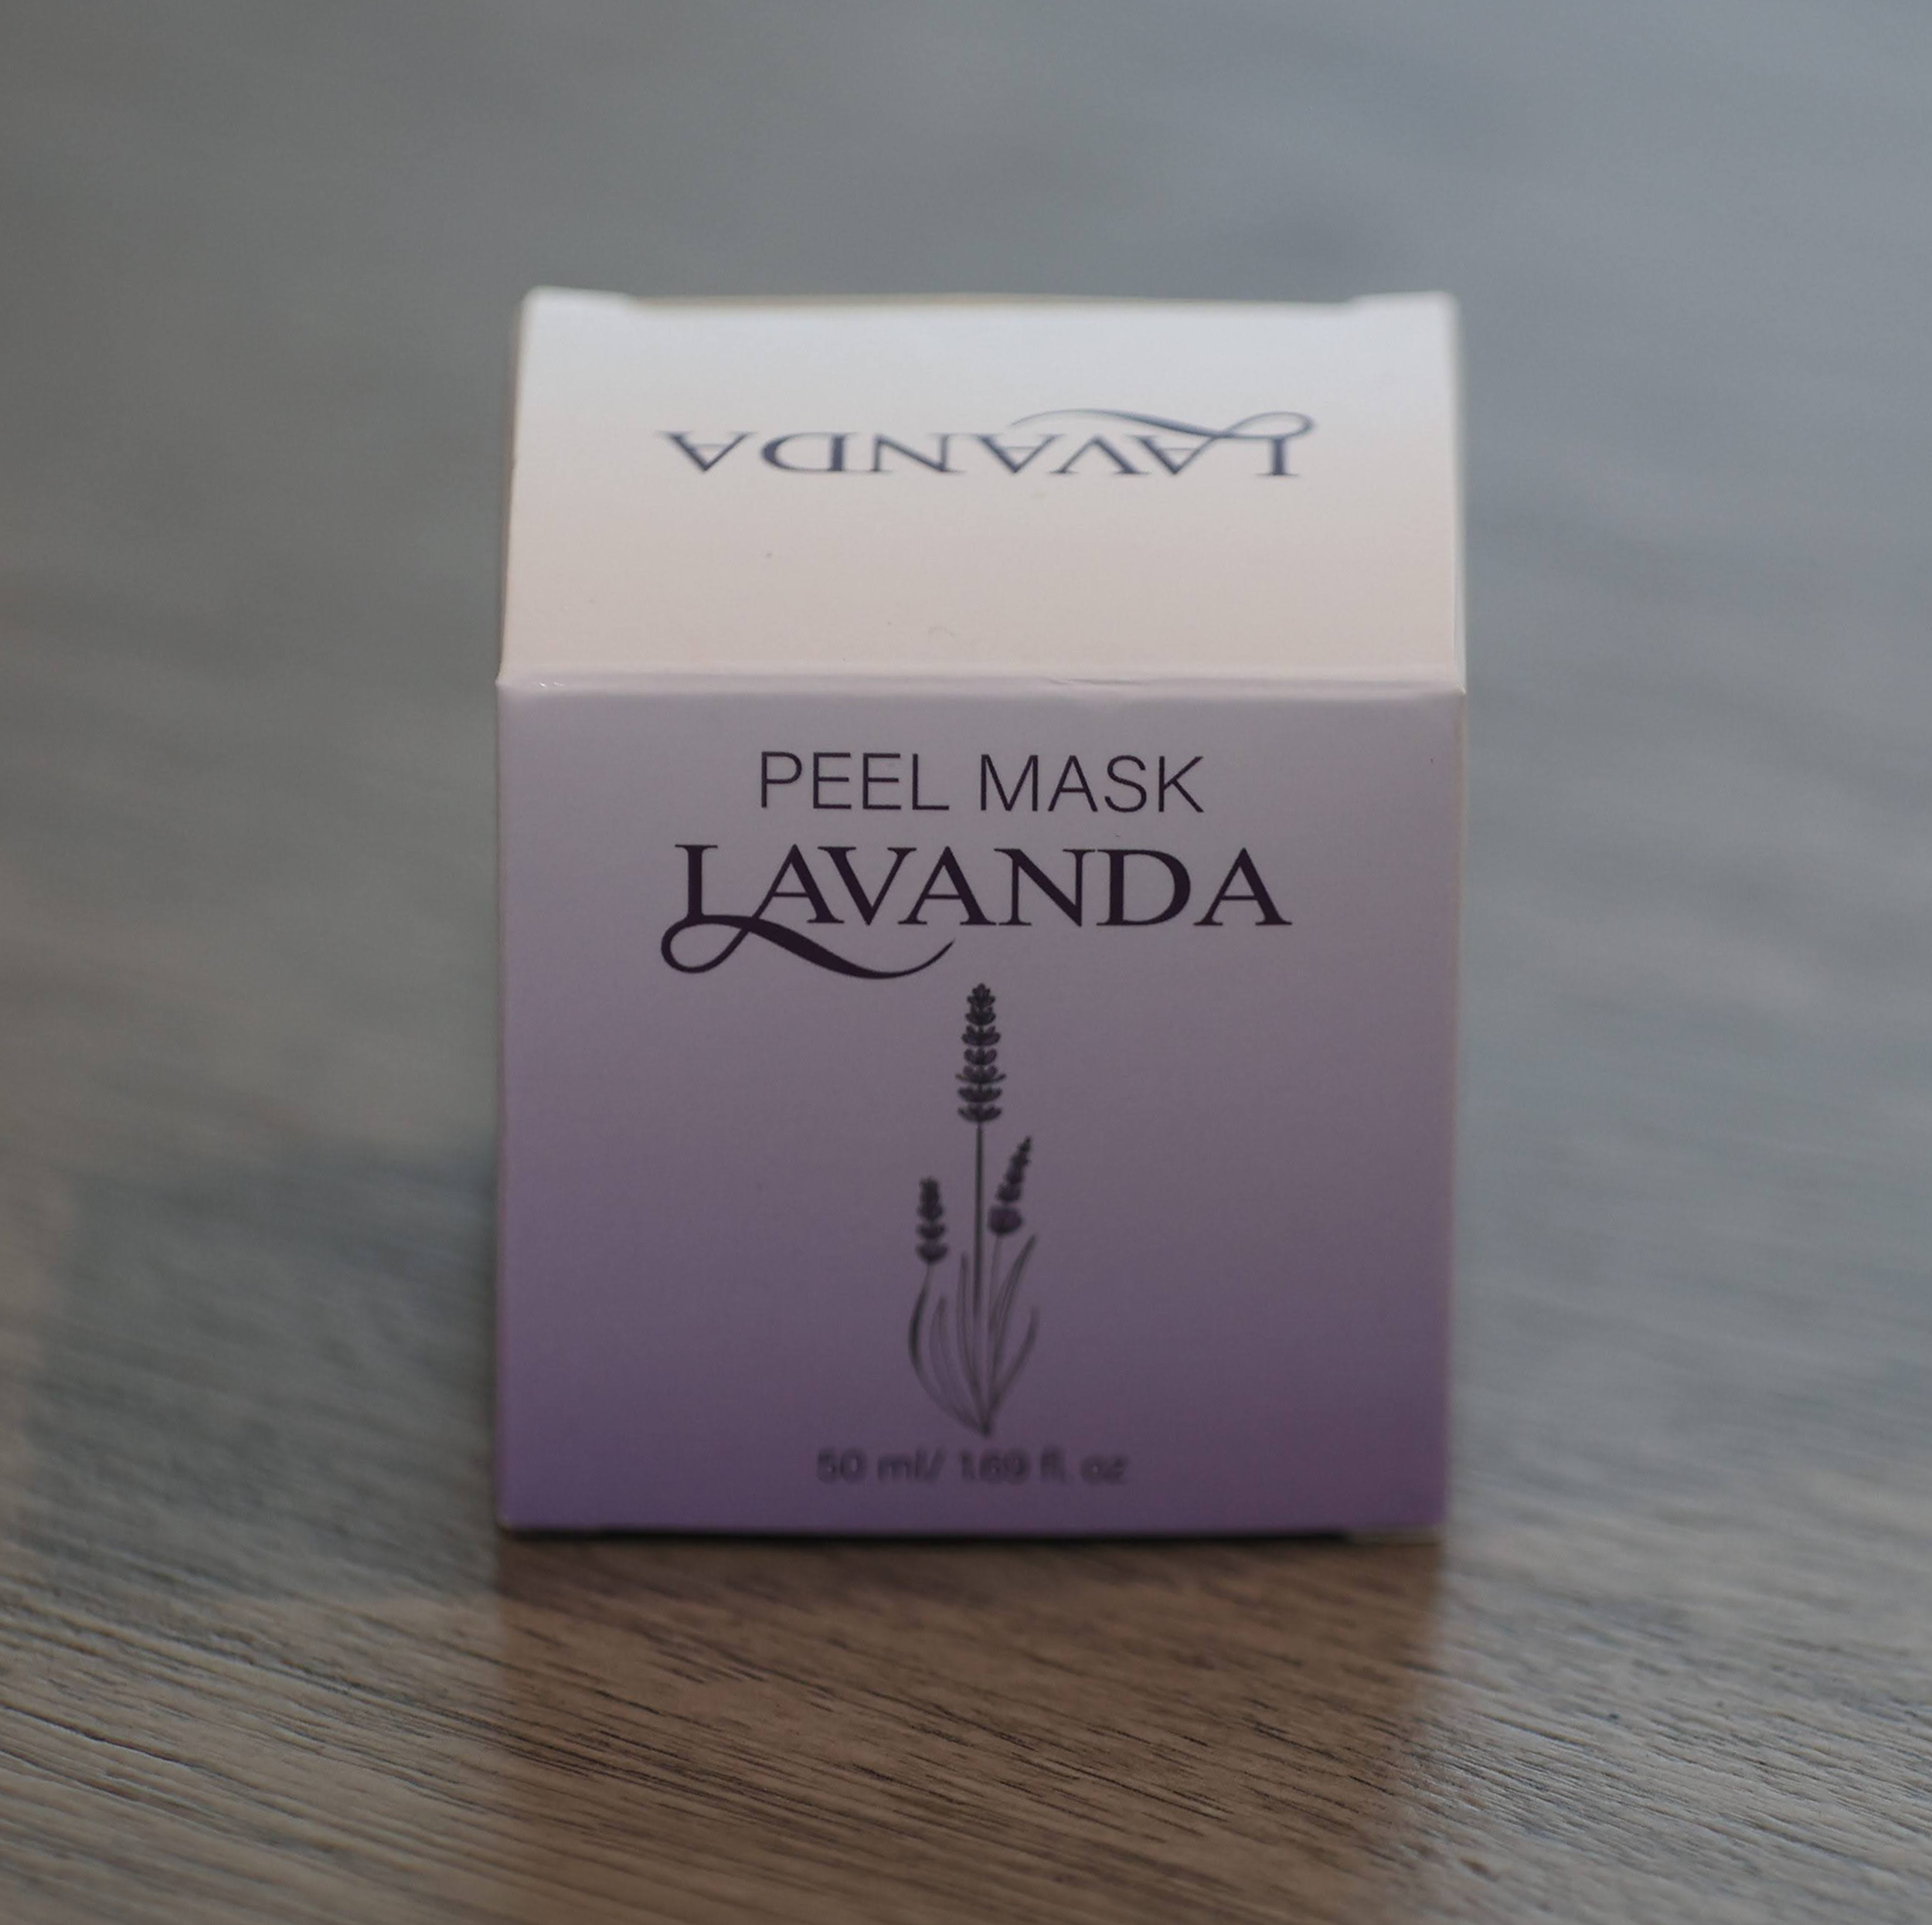 LAVANDA
PEEL MASK
LAVANDA
50 ml/ 1.69 fl. oz